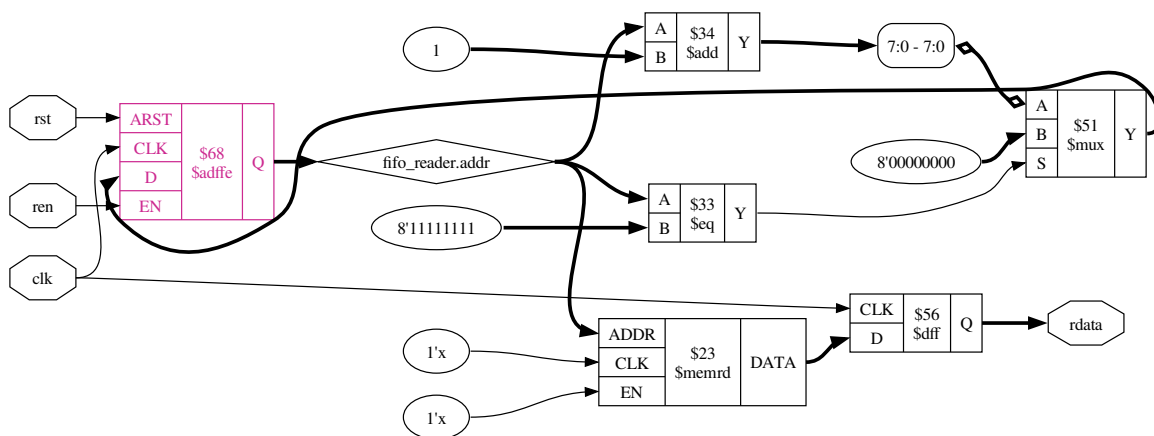 rst
ren
clk
ARST
CLK
D
EN
$68
$adffe
Q
fifo_reader.addr
1
A
B
$34
$add
Y
7:0 - 7:0
8'00000000
A
B
S
$51
$mux
Y
8'11111111
A
B
$33
$eq
Y
1'x
1'x
ADDR
CLK
EN
$23
$memrd
DATA
CLK
D
$56
$dff
Q
rdata